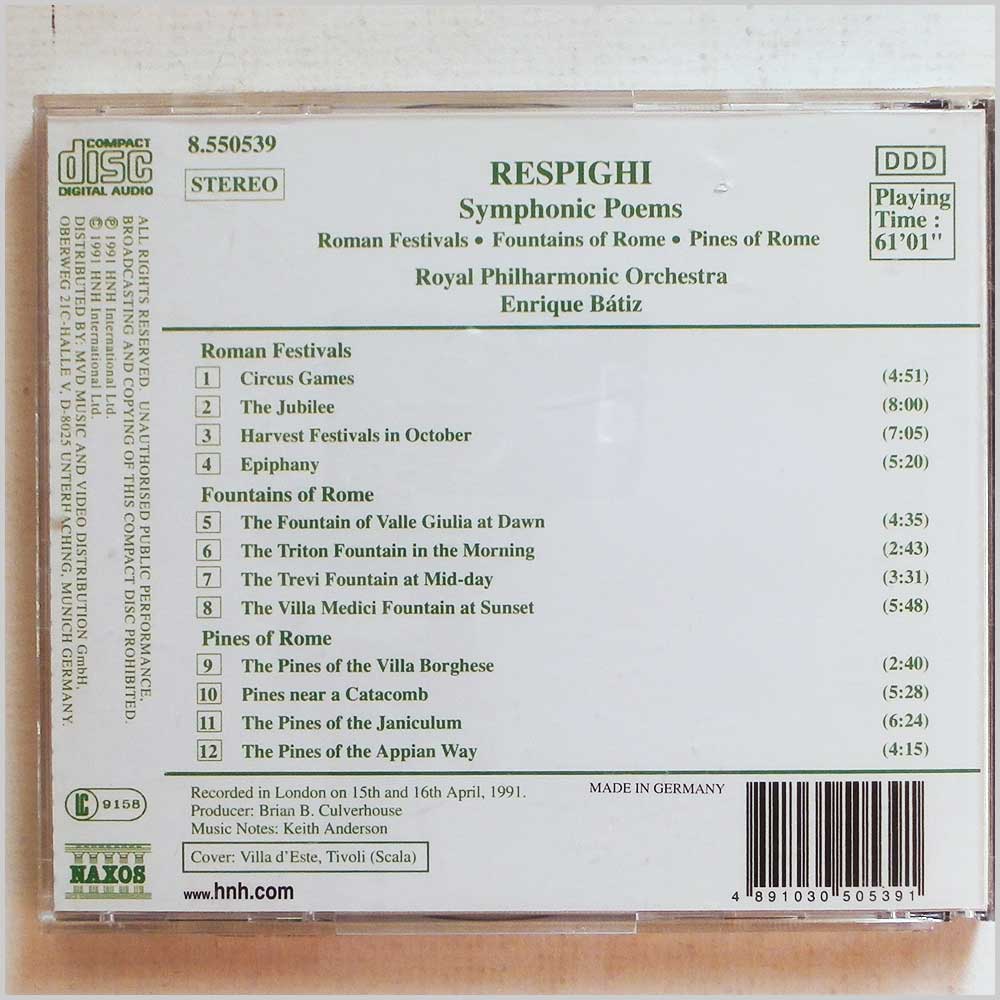 COMPACT
disc
DIGITAL AUDIO
8.550539
STEREO
RESPIGHI
Symphonic Poems
Roman Festivals • Fountains of Rome • Pines of Rome
Royal Philharmonic Orchestra
Enrique Bátiz
DDD
Playing
Time :
61'01"
ALL RIGHTS RESERVED. UNAUTHORISED PUBLIC PERFORMANCE,
BROADCASTING AND COPYING OF THIS COMPACT DISC PROHIBITED.
℗ 1991 HNH International Ltd.
© 1991 HNH International Ltd.
DISTRIBUTED BY: MVD MUSIC AND VIDEO DISTRIBUTION GmbH,
OBERWEG 21C-HALLE V, D-8025 UNTERHACHING, MUNICH GERMANY.
Roman Festivals
1 Circus Games (4:51)
2 The Jubilee (8:00)
3 Harvest Festivals in October (7:05)
4 Epiphany (5:20)
Fountains of Rome
5 The Fountain of Valle Giulia at Dawn (4:35)
6 The Triton Fountain in the Morning (2:43)
7 The Trevi Fountain at Mid-day (3:31)
8 The Villa Medici Fountain at Sunset (5:48)
Pines of Rome
9 The Pines of the Villa Borghese (2:40)
10 Pines near a Catacomb (5:28)
11 The Pines of the Janiculum (6:24)
12 The Pines of the Appian Way (4:15)
LC 9158
NAXOS
Recorded in London on 15th and 16th April, 1991.
Producer: Brian B. Culverhouse
Music Notes: Keith Anderson
Cover: Villa d'Este, Tivoli (Scala)
www.hnh.com
MADE IN GERMANY
4 891030 505391